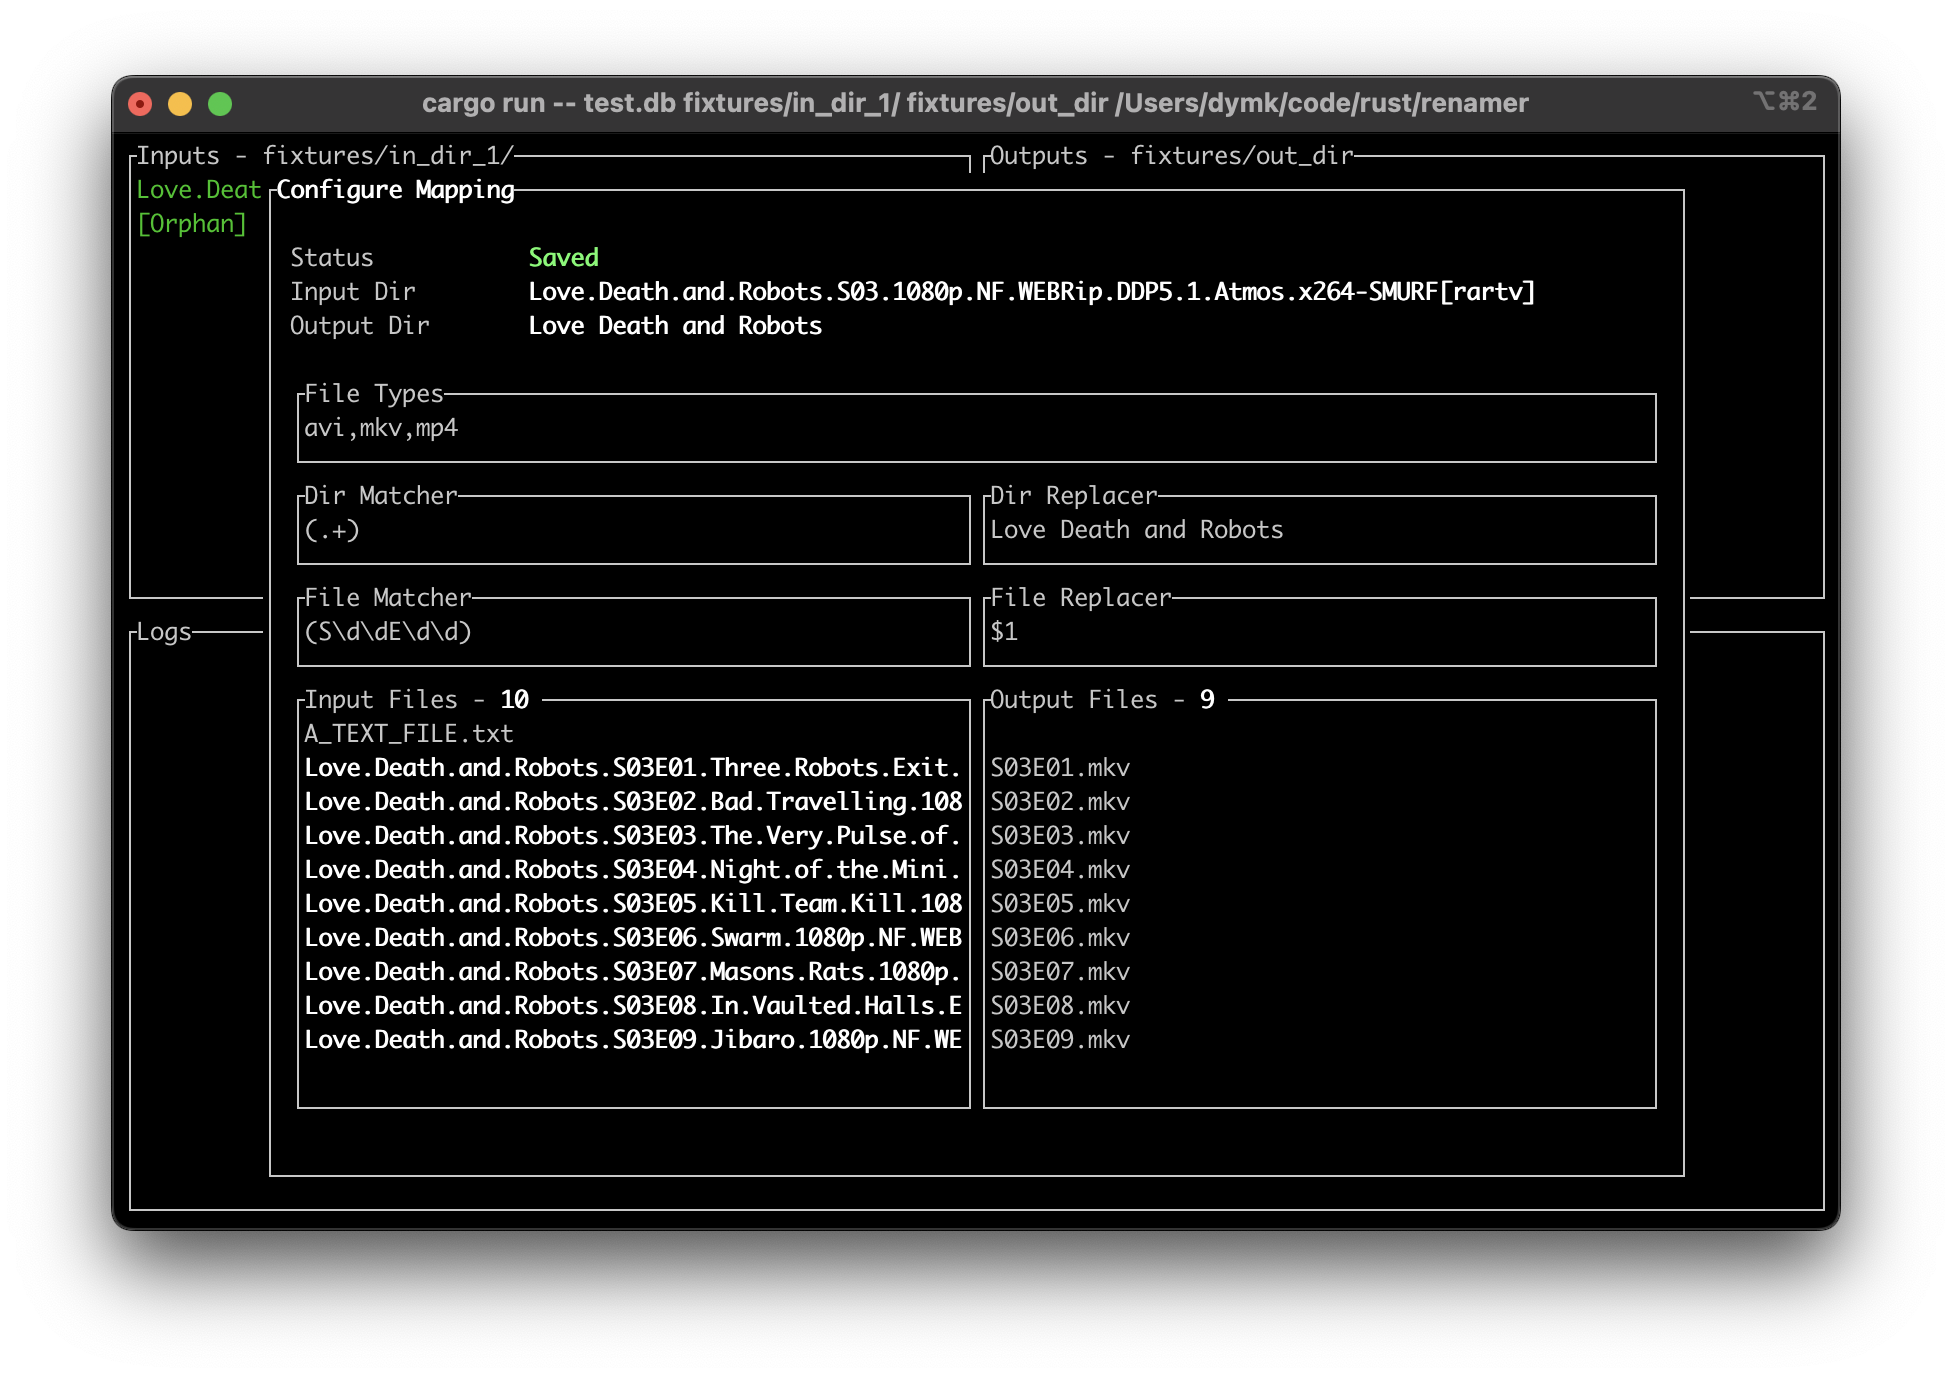 cargo run -- test.db fixtures/in_dir_1/ fixtures/out_dir /Users/dymk/code/rust/renamer
⌥⌘2
Inputs - fixtures/in_dir_1/
Outputs - fixtures/out_dir
Love.Deat
Configure Mapping
[Orphan]
Status Saved
Input Dir Love.Death.and.Robots.S03.1080p.NF.WEBRip.DDP5.1.Atmos.x264-SMURF[rartv]
Output Dir Love Death and Robots
File Types
avi,mkv,mp4
Dir Matcher
(.+)
Dir Replacer
Love Death and Robots
File Matcher
(S\d\dE\d\d)
File Replacer
$1
Logs
Input Files - 10
A_TEXT_FILE.txt
Love.Death.and.Robots.S03E01.Three.Robots.Exit.
Love.Death.and.Robots.S03E02.Bad.Travelling.108
Love.Death.and.Robots.S03E03.The.Very.Pulse.of.
Love.Death.and.Robots.S03E04.Night.of.the.Mini.
Love.Death.and.Robots.S03E05.Kill.Team.Kill.108
Love.Death.and.Robots.S03E06.Swarm.1080p.NF.WEB
Love.Death.and.Robots.S03E07.Masons.Rats.1080p.
Love.Death.and.Robots.S03E08.In.Vaulted.Halls.E
Love.Death.and.Robots.S03E09.Jibaro.1080p.NF.WE
Output Files - 9
S03E01.mkv
S03E02.mkv
S03E03.mkv
S03E04.mkv
S03E05.mkv
S03E06.mkv
S03E07.mkv
S03E08.mkv
S03E09.mkv